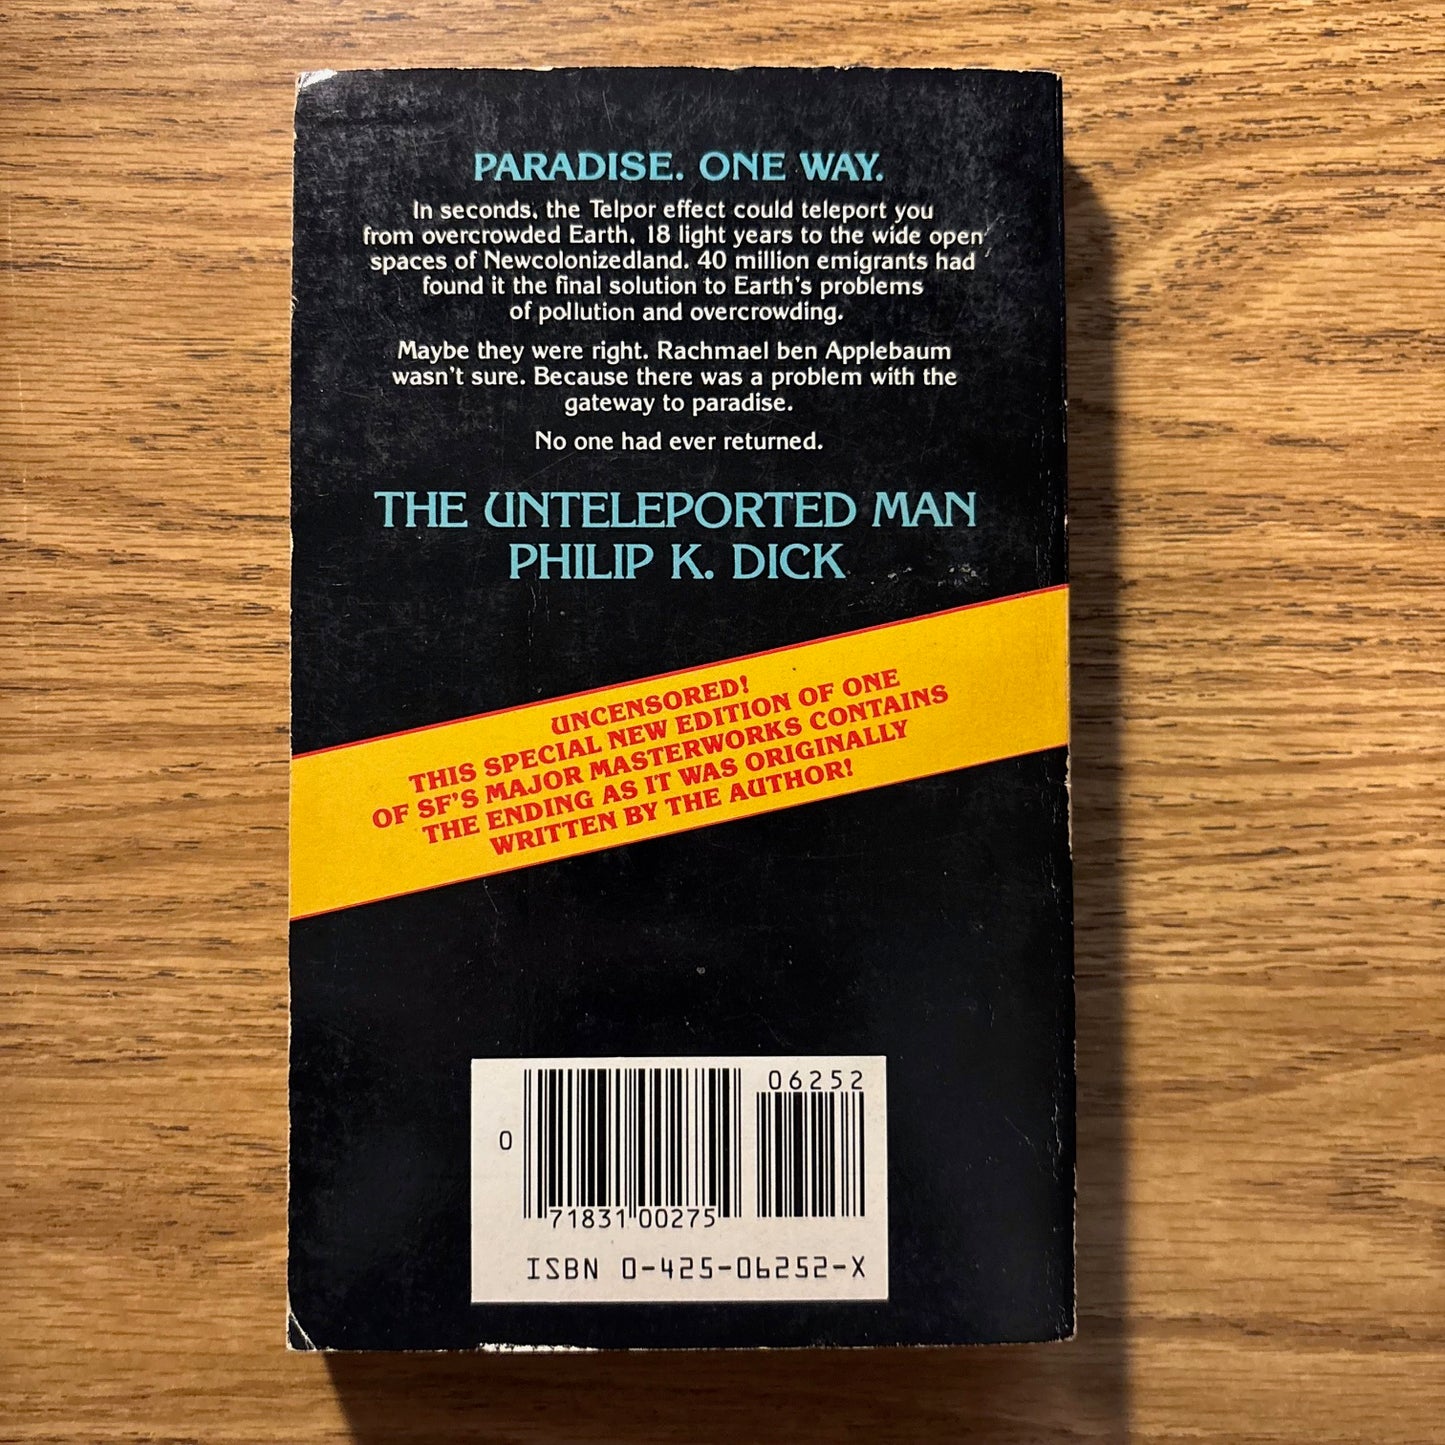 PARADISE. ONE WAY.
In seconds, the Telpor effect could teleport you
from overcrowded Earth, 18 light years to the wide open
spaces of Newcolonizedland. 40 million emigrants had
found it the final solution to Earth's problems
of pollution and overcrowding.
Maybe they were right. Rachmael ben Applebaum
wasn't sure. Because there was a problem with the
gateway to paradise.
No one had ever returned.
THE UNTELEPORTED MAN
PHILIP K. DICK
UNCENSORED!
THIS SPECIAL NEW EDITION OF ONE
OF SF'S MAJOR MASTERWORKS CONTAINS
THE ENDING AS IT WAS ORIGINALLY
WRITTEN BY THE AUTHOR!
06252
0
71831 00275
ISBN 0-425-06252-X